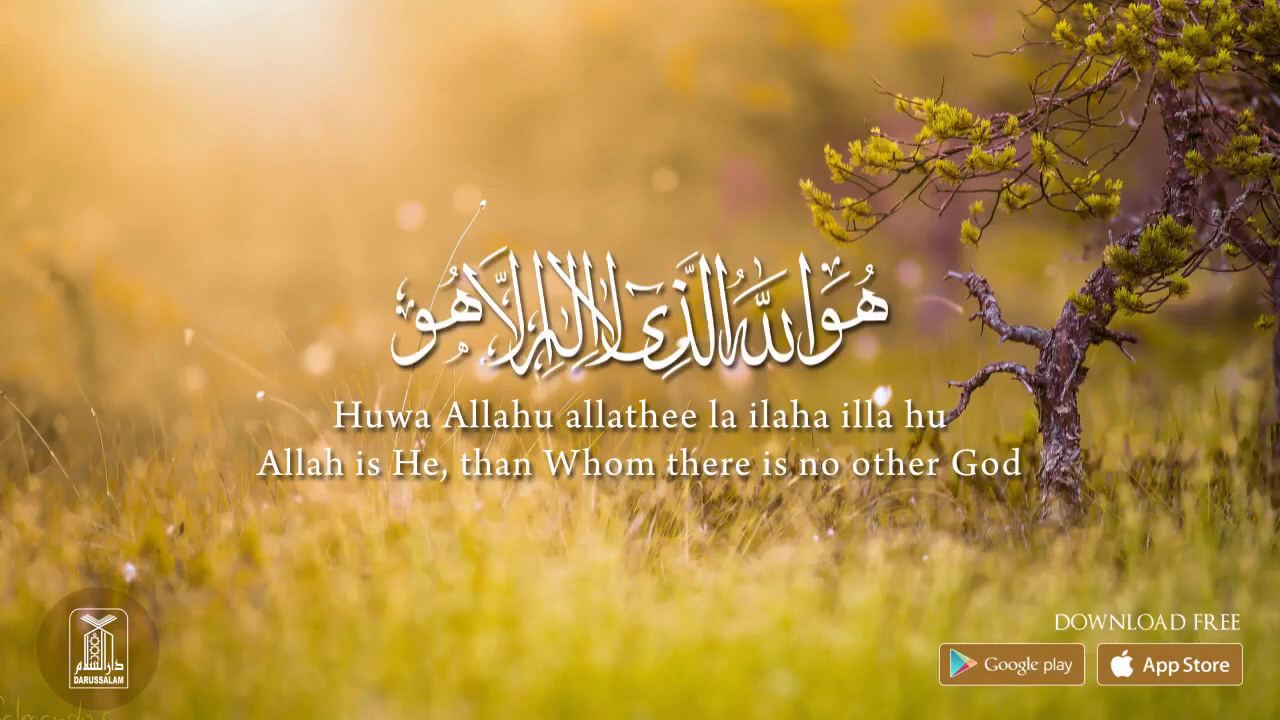 هُوَ اللّٰهُ الَّذِیْ لَا اِلٰهَ اِلَّا هُوَ
Huwa Allahu allathee la ilaha illa hu
Allah is He, than Whom there is no other God
DOWNLOAD FREE
Google play
App Store
دار السلام
DARUSSALAM